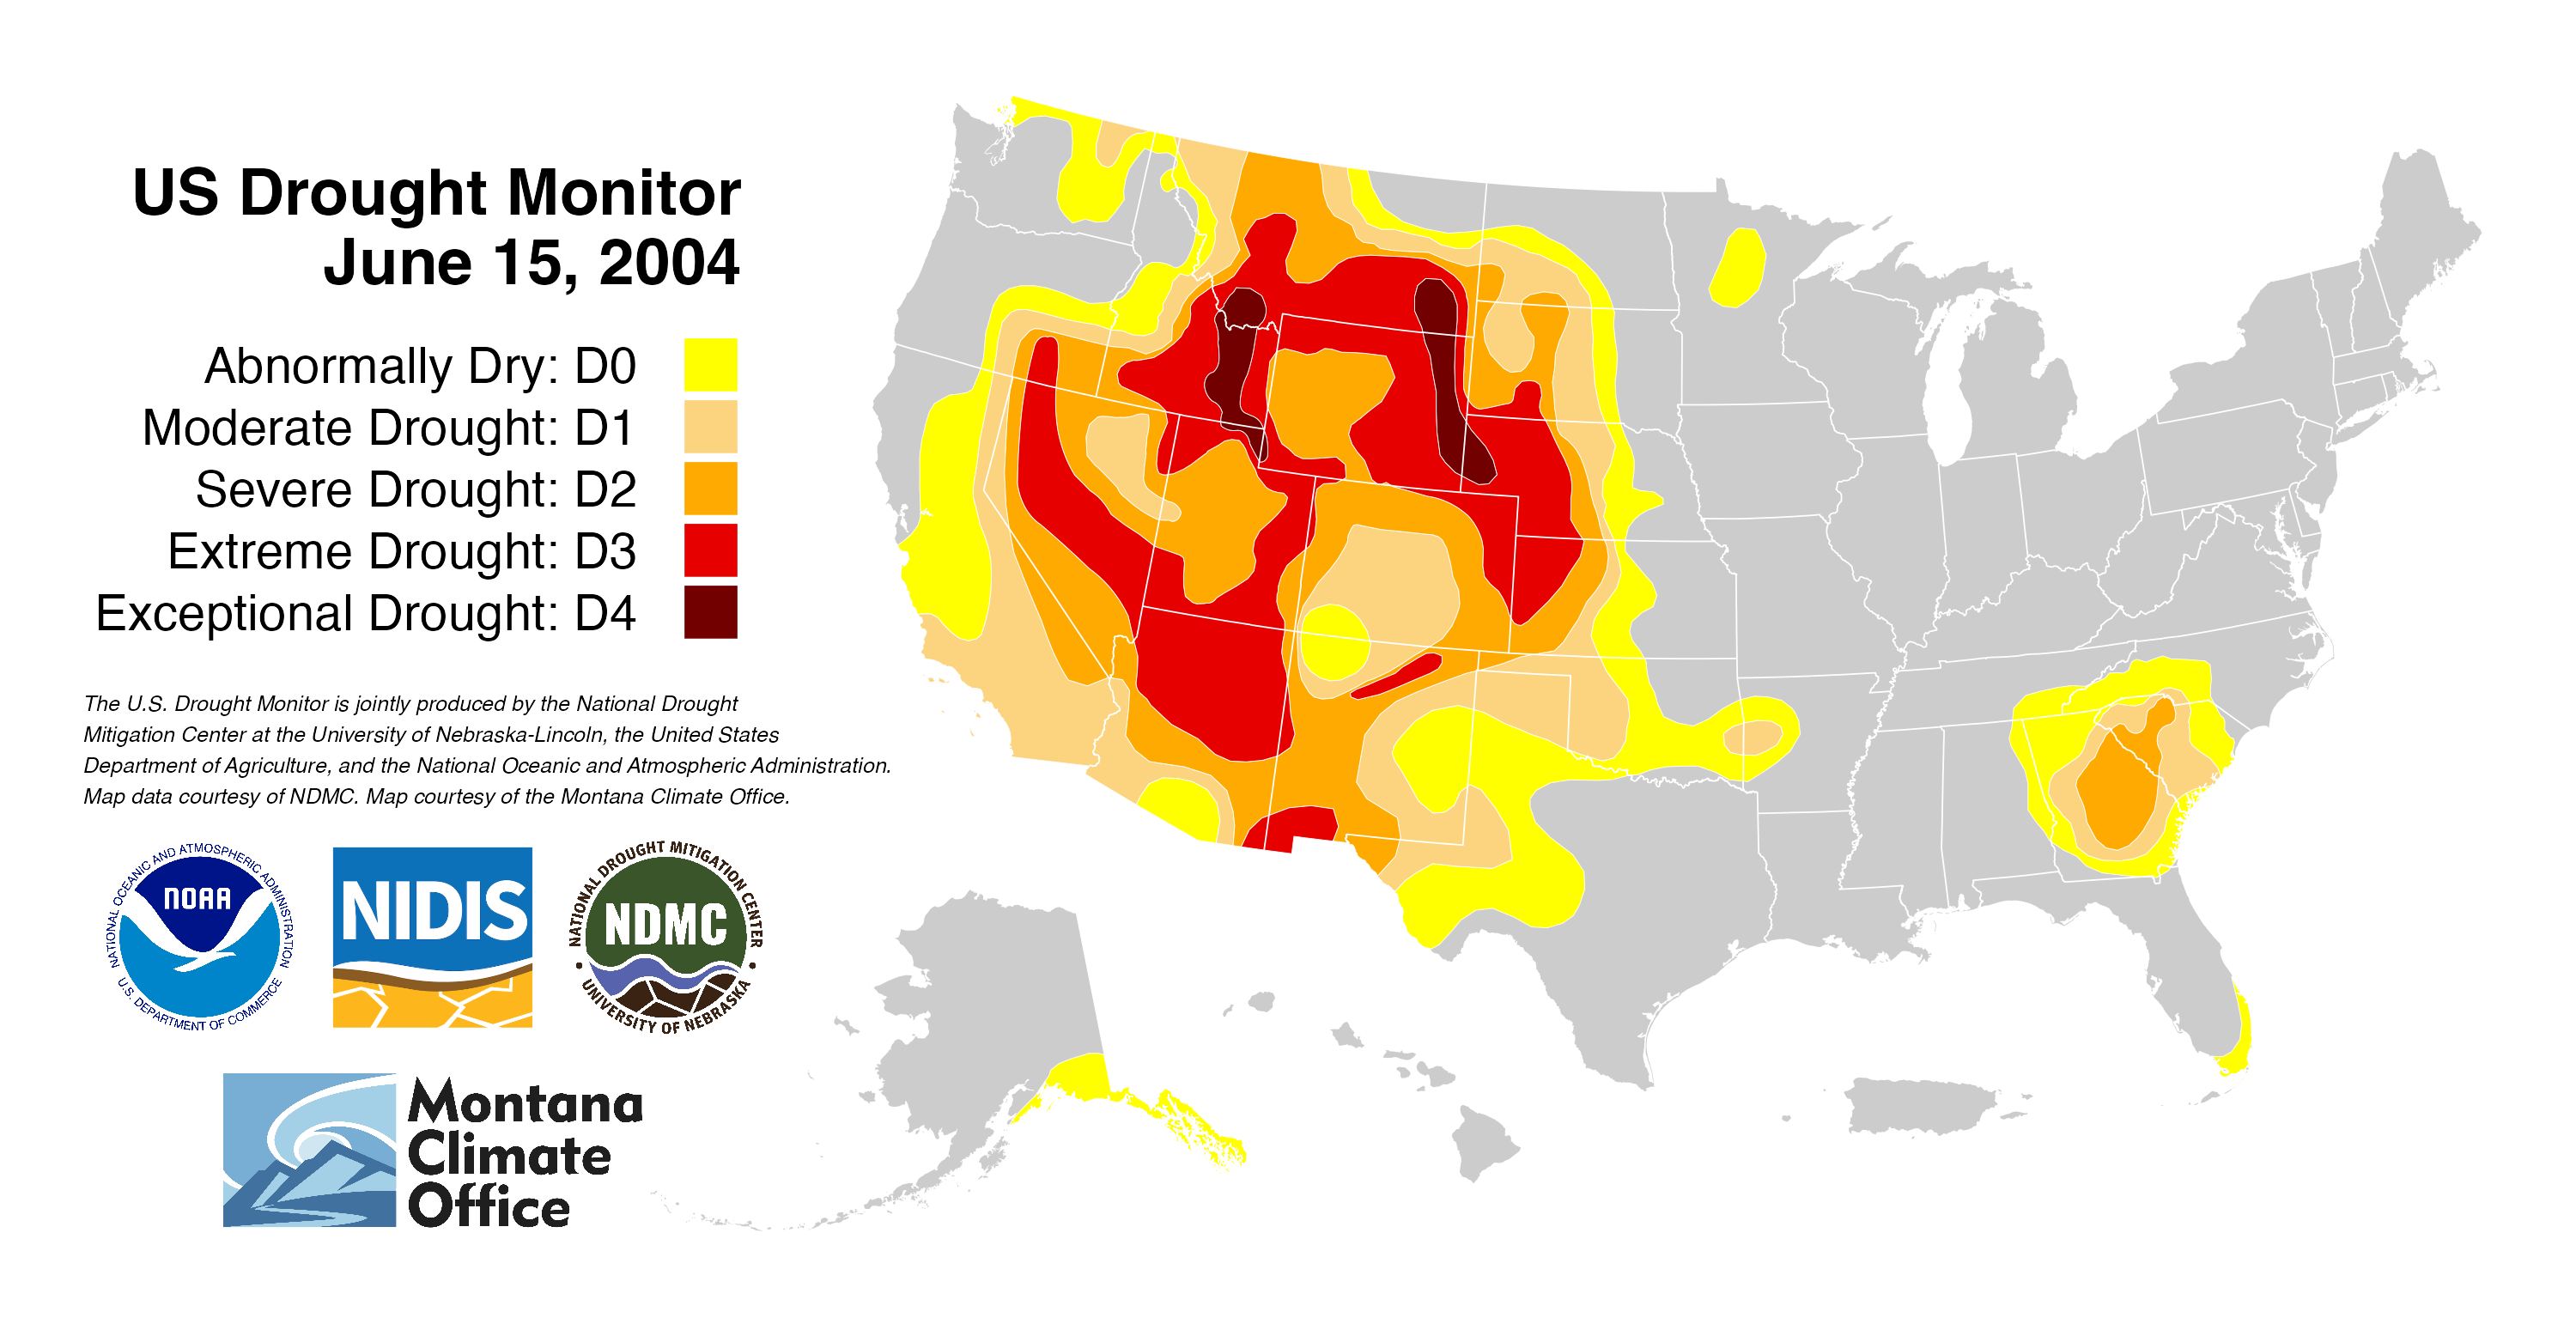 US Drought Monitor
June 15, 2004
Abnormally Dry: D0
Moderate Drought: D1
Severe Drought: D2
Extreme Drought: D3
Exceptional Drought: D4
The U.S. Drought Monitor is jointly produced by the National Drought
Mitigation Center at the University of Nebraska-Lincoln, the United States
Department of Agriculture, and the National Oceanic and Atmospheric Administration.
Map data courtesy of NDMC. Map courtesy of the Montana Climate Office.
NATIONAL OCEANIC AND ATMOSPHERIC ADMINISTRATION
NOAA
U.S. DEPARTMENT OF COMMERCE
NIDIS
NATIONAL DROUGHT MITIGATION CENTER
NDMC
UNIVERSITY OF NEBRASKA
Montana
Climate
Office